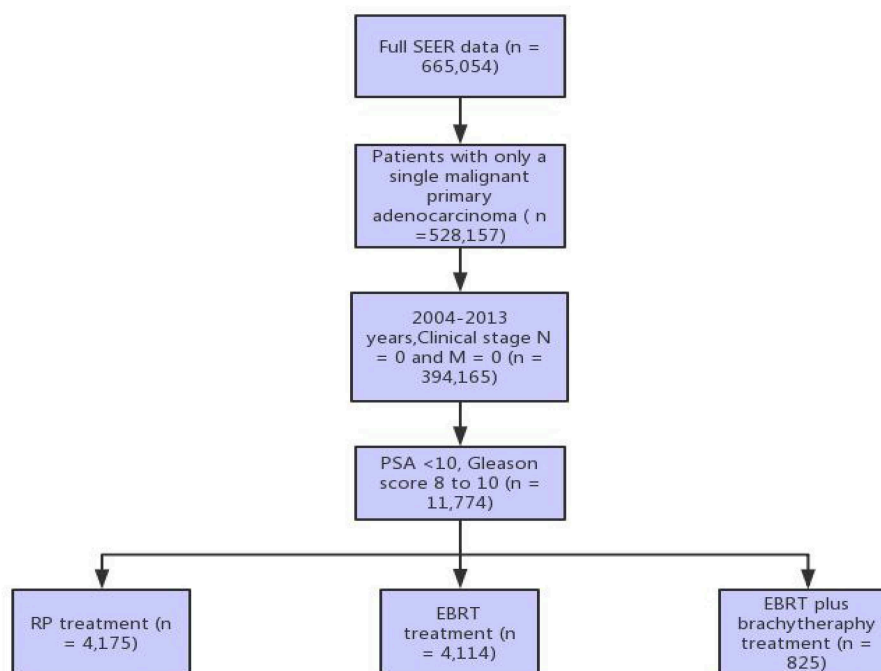 Full SEER data (n =
665,054)
Patients with only a
single malignant
primary
adenocarcinoma ( n
=528,157)
2004-2013
years,Clinical stage N
= 0 and M = 0 (n =
394,165)
PSA <10, Gleason
score 8 to 10 (n =
11,774)
RP treatment (n
= 4,175)
EBRT
treatment (n
= 4,114)
EBRT plus
brachytheraphy
treatment (n =
825)